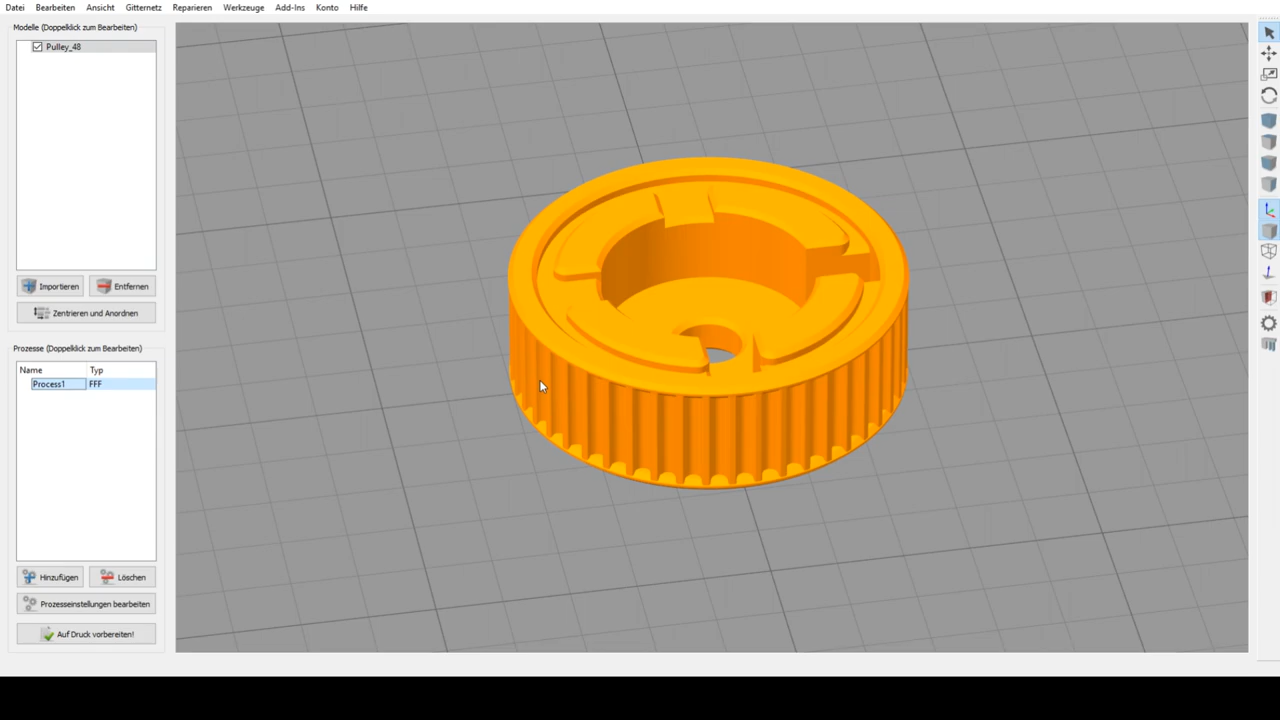 Datei Bearbeiten Ansicht Gitternetz Reparieren Werkzeuge Add-Ins Konto Hilfe
Modelle (Doppelklick zum Bearbeiten)
Pulley_48
Importieren Entfernen
Zentrieren und Anordnen
Prozesse (Doppelklick zum Bearbeiten)
Name Typ
Process1 FFF
Hinzufügen Löschen
Prozesseinstellungen bearbeiten
Auf Druck vorbereiten!